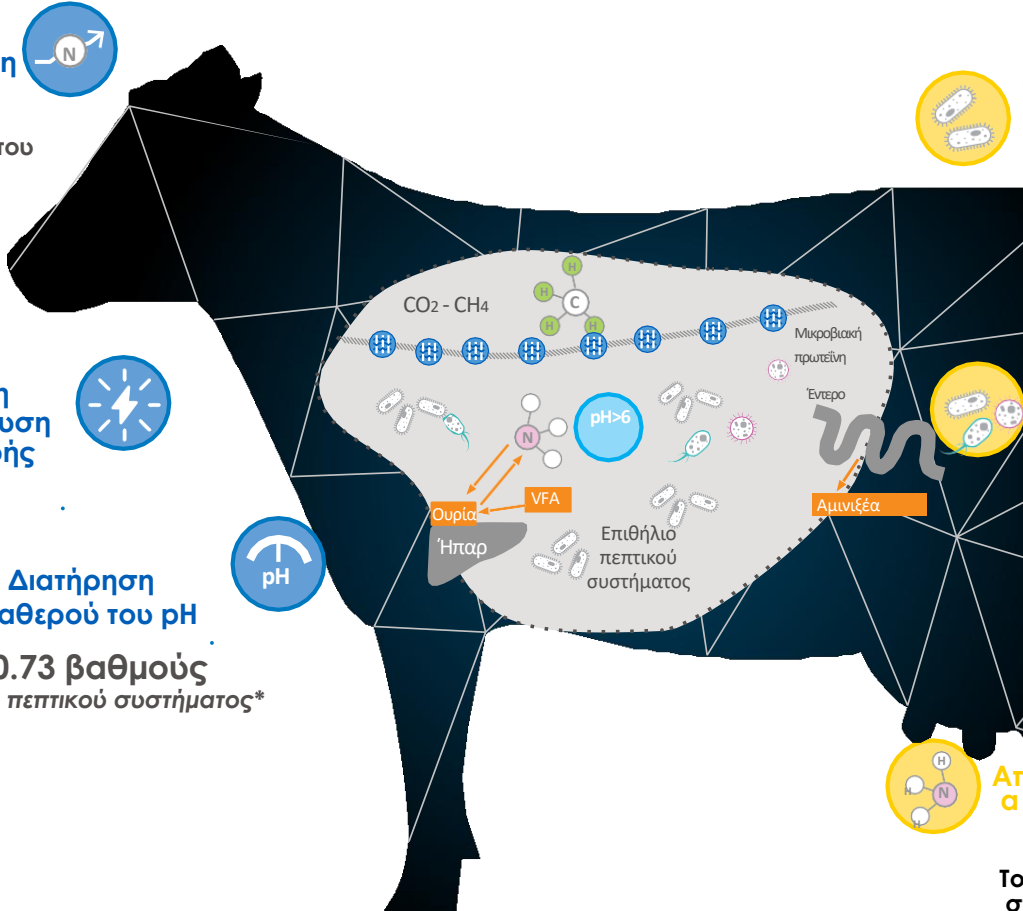 N
η
του
CO2 - CH4
H
H
C
H
H
Μικροβιακή
πρωτεΐνη
Έντερο
η
υση
ής
pH>6
N
VFA
Ουρία
Αμινιξέα
Ήπαρ
Επιθήλιο
πεπτικού
συστήματος
pH
Διατήρηση
αθερού του pH
0.73 βαθμούς
πεπτικού συστήματος*
H
H
N
H
Απ
α
Το
σ